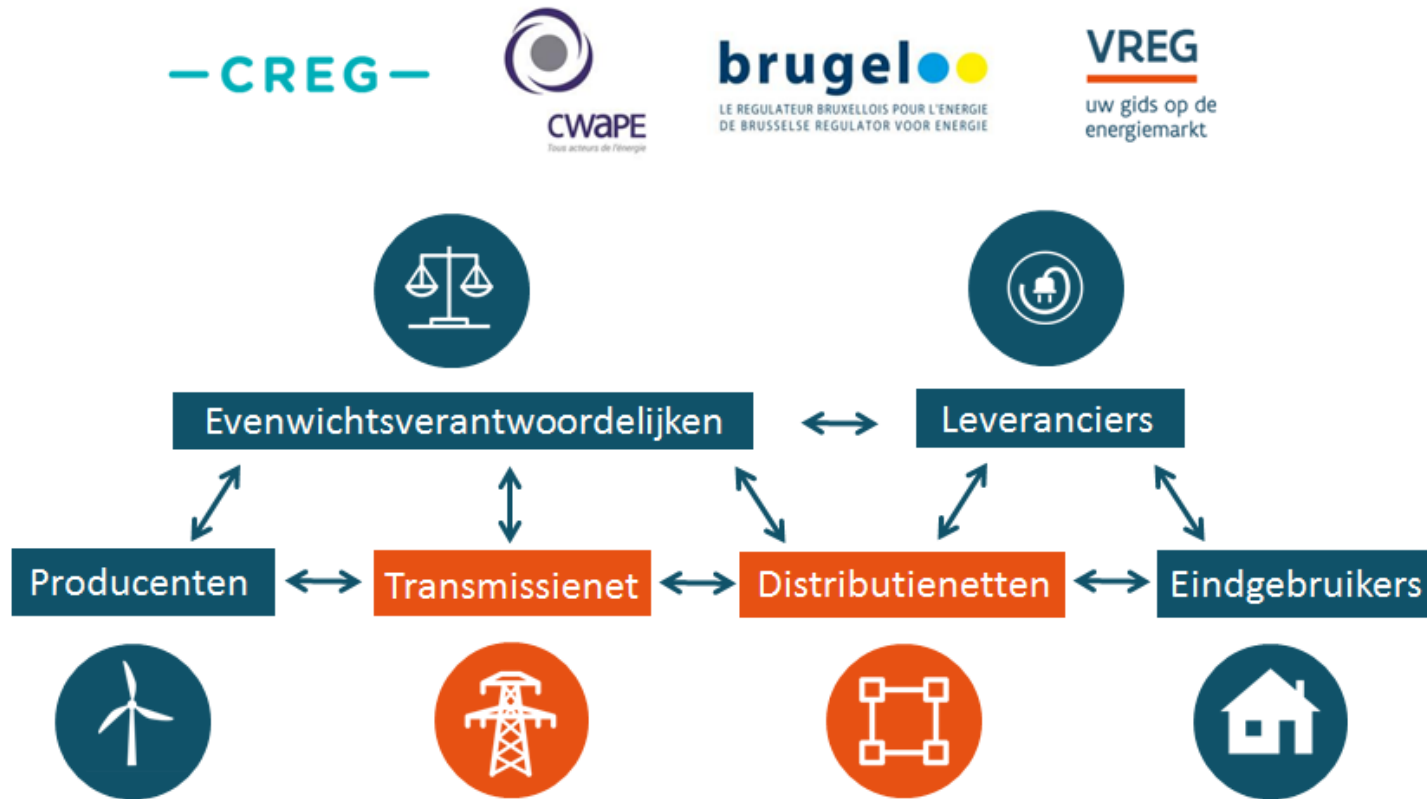 CREG
CWaPE
Tous acteurs de l'énergie
brugel
LE REGULATEUR BRUXELLOIS POUR L'ENERGIE
DE BRUSSELSE REGULATOR VOOR ENERGIE
VREG
uw gids op de
energiemarkt
Evenwichtsverantwoordelijken
Leveranciers
Producenten
Transmissienet
Distributienetten
Eindgebruikers